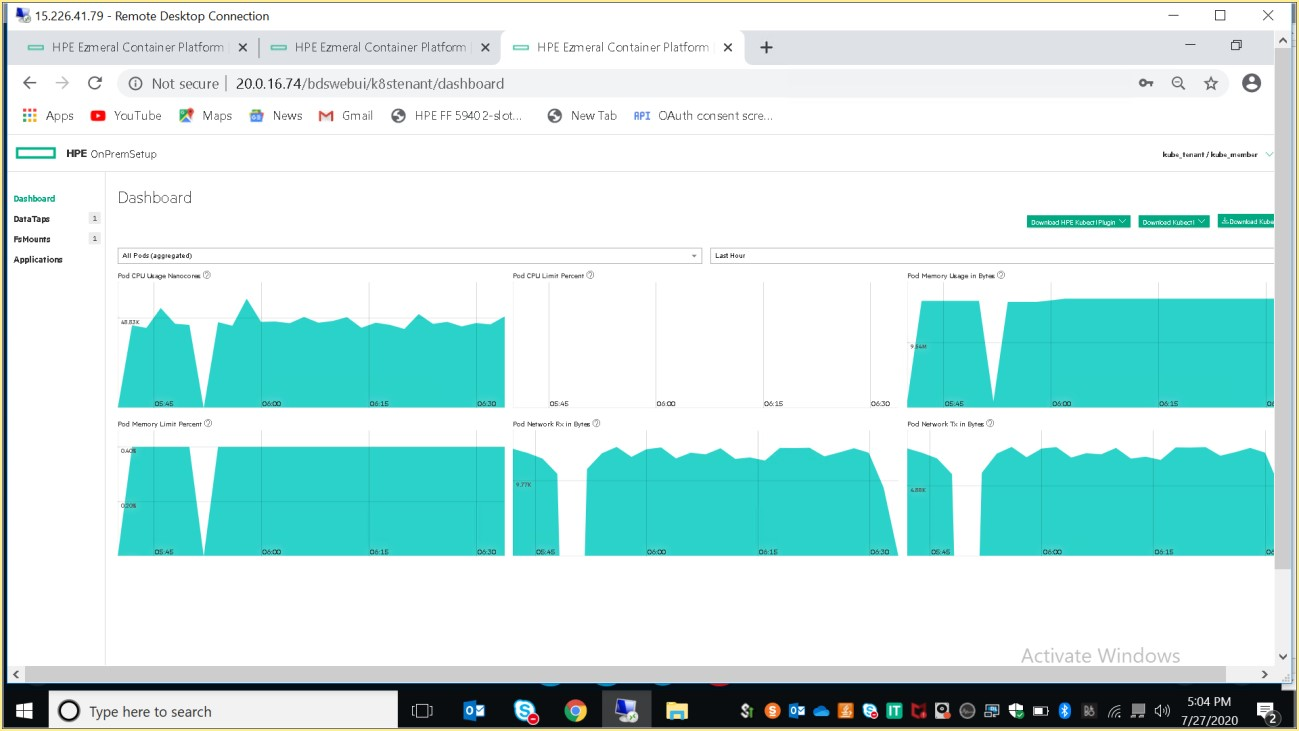 15.226.41.79 - Remote Desktop Connection
HPE Ezmeral Container Platform
HPE Ezmeral Container Platform
HPE Ezmeral Container Platform
Not secure
20.0.16.74/bdswebui/k8stenant/dashboard
Apps
YouTube
Maps
News
Gmail
HPE FF 5940 2-slot...
New Tab
API OAuth consent scre...
HPE OnPremSetup
kube_tenant / kube_member
Dashboard
DataTaps 1
FsMounts 1
Applications
Dashboard
Download HPE Kubectl Plugin
Download Kubectl
Download Kube
All Pods (aggregated)
Last Hour
Pod CPU Usage Nanocores
48.83K
05:45 06:00 06:15 06:30
Pod CPU Limit Percent
05:45 06:00 06:15 06:30
Pod Memory Usage in Bytes
05:45 06:00 06:15
Pod Memory Limit Percent
0.40%
0.20%
05:45 06:00 06:15 06:30
Pod Network Rx in Bytes
9.77K
05:45 06:00 06:15 06:30
Pod Network Tx in Bytes
4.88K
05:45 06:00 06:15
Activate Windows
Type here to search
5:04 PM
7/27/2020
2